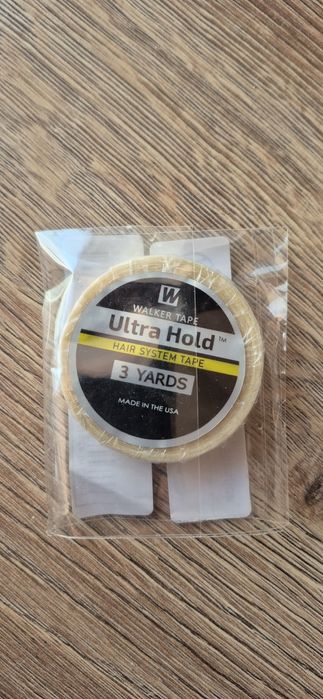 W
WALKER TAPE
Ultra Hold™
HAIR SYSTEM TAPE
3 YARDS
MADE IN THE USA